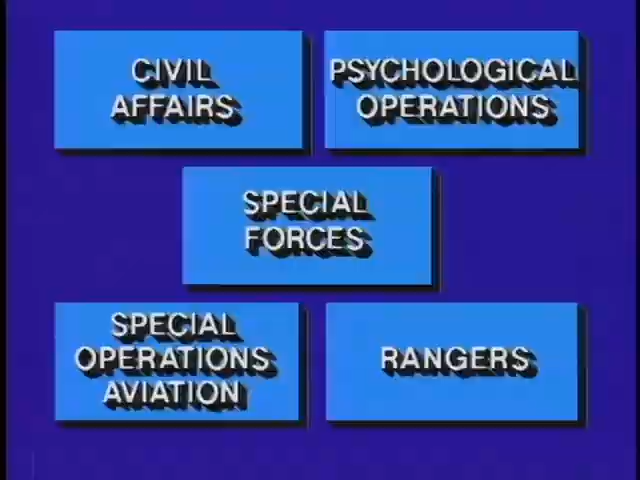 CIVIL
AFFAIRS
PSYCHOLOGICAL
OPERATIONS
SPECIAL
FORCES
SPECIAL
OPERATIONS
AVIATION
RANGERS